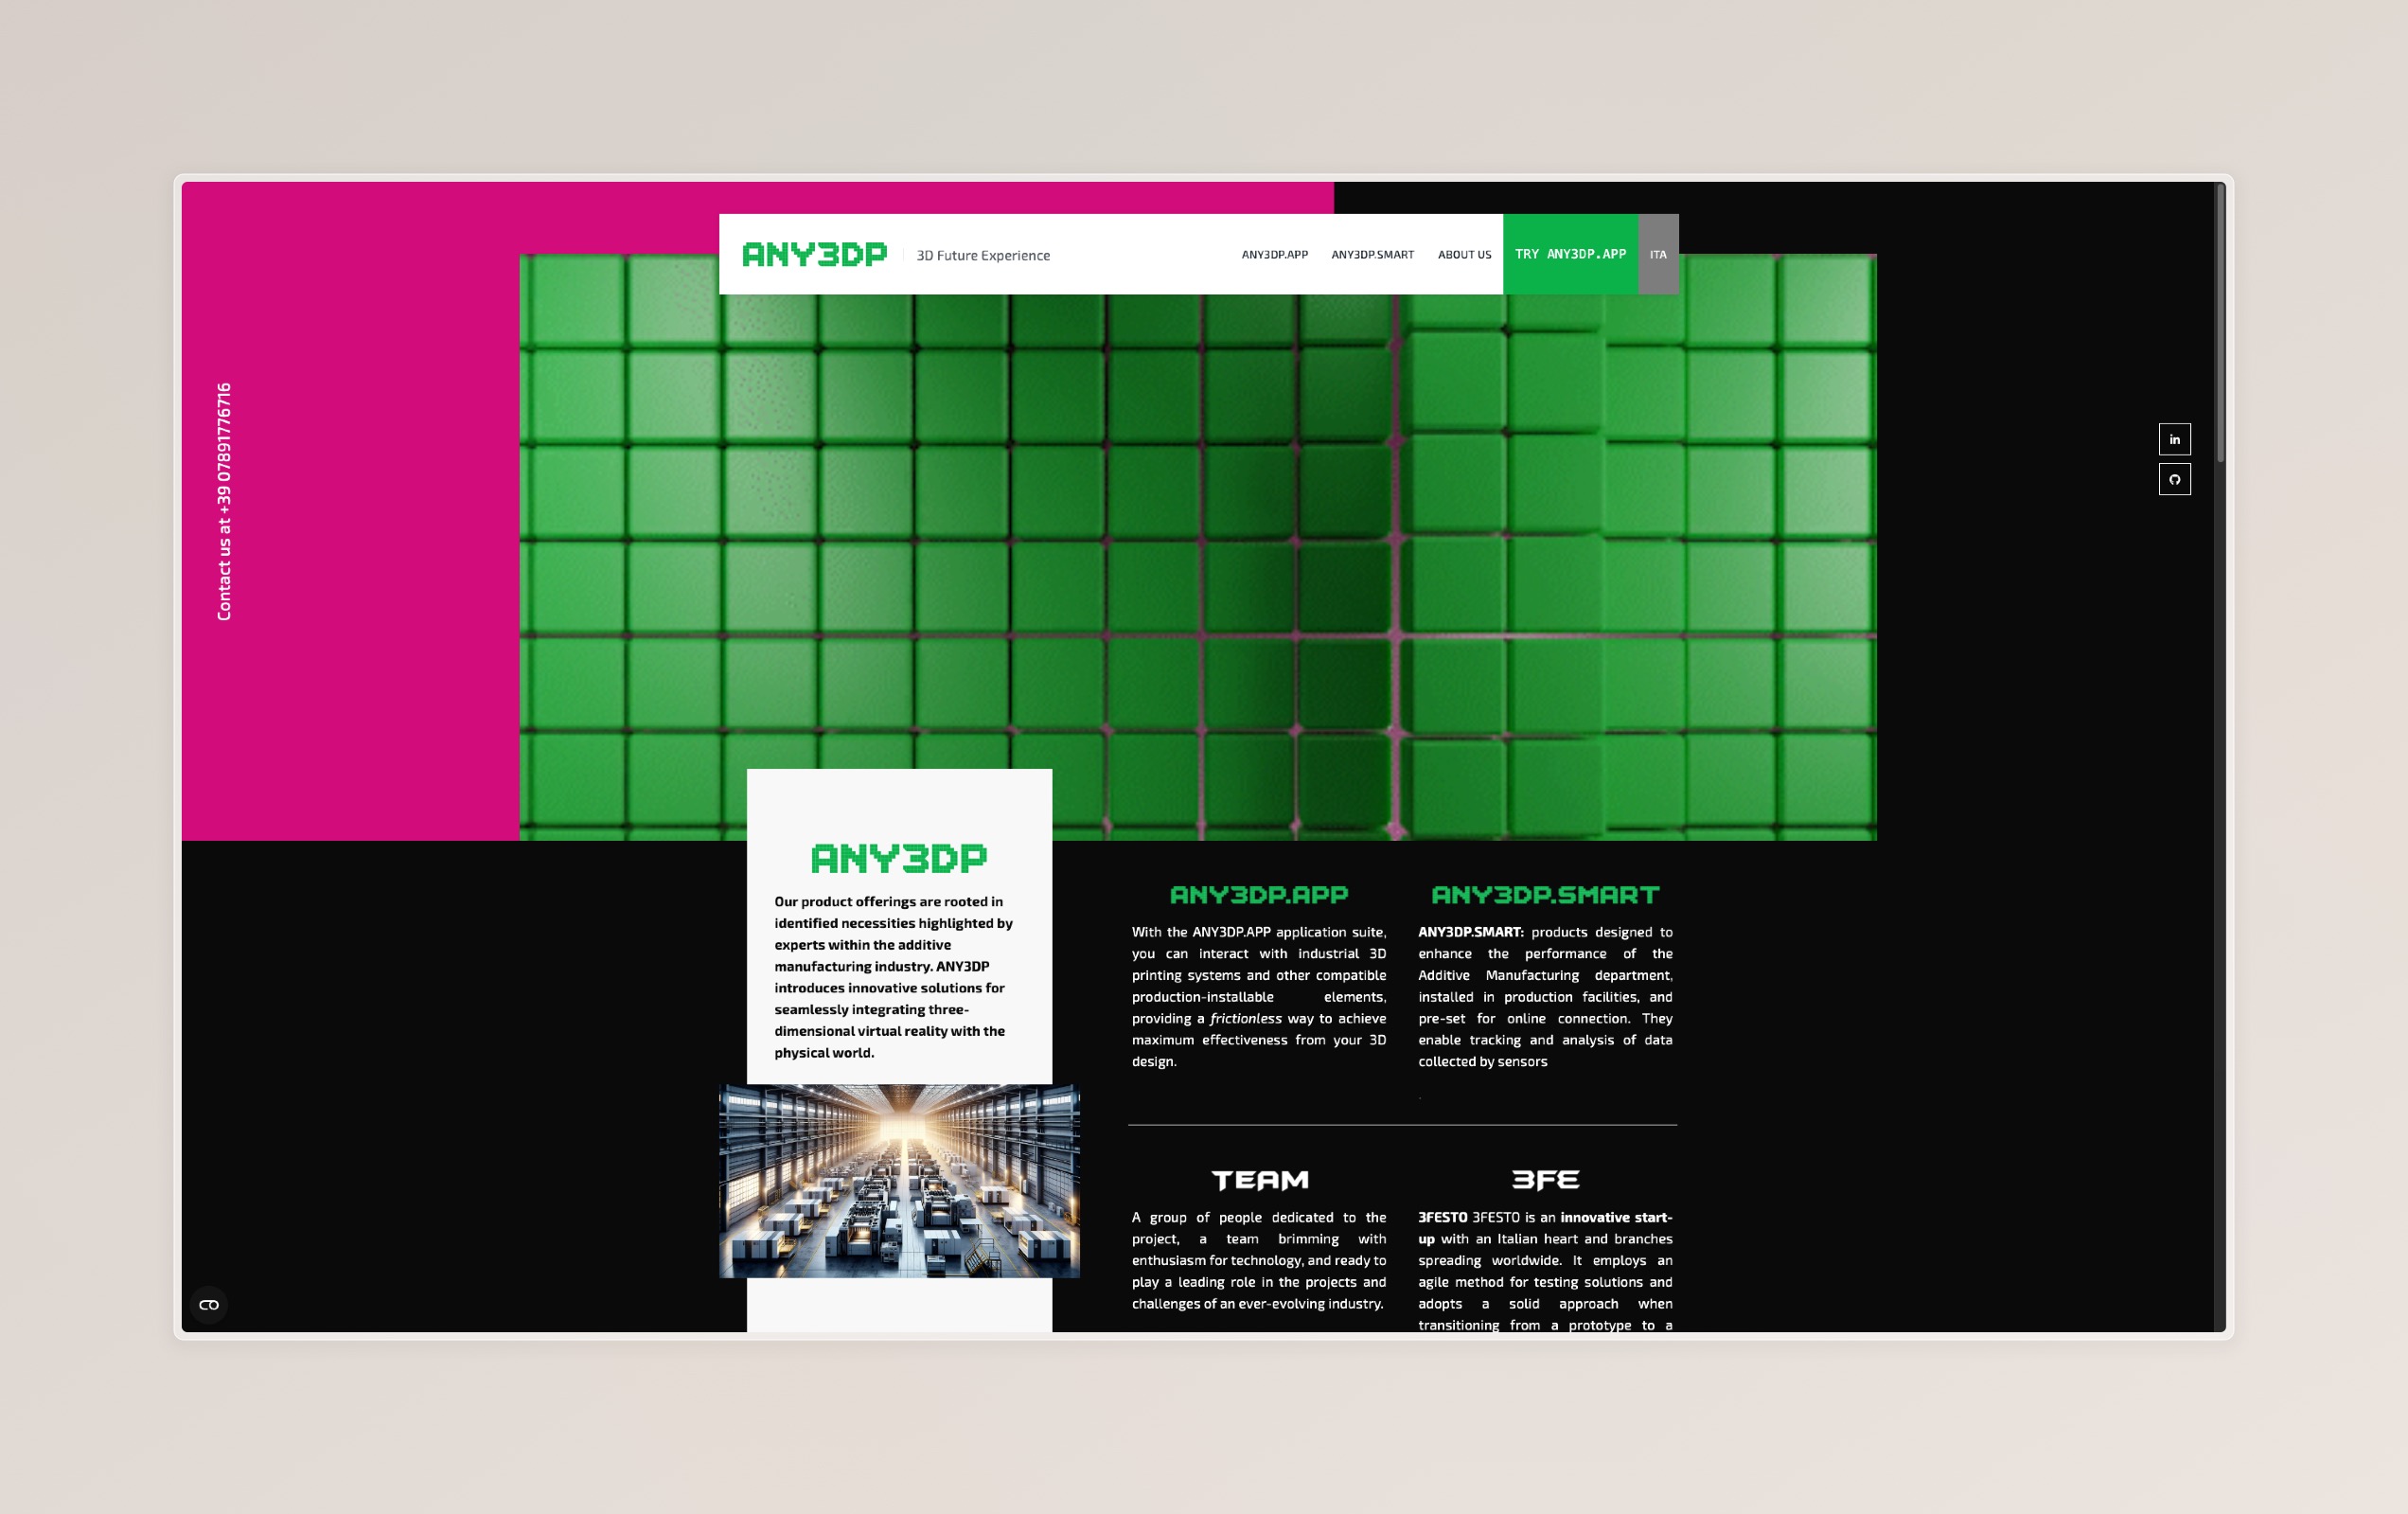 ANY3DP
3D Future Experience
ANY3DP.APP
ANY3DP.SMART
ABOUT US
TRY ANY3DP.APP
ITA
Contact us at +39 07891776716
ANY3DP
Our product offerings are rooted in
identified necessities highlighted by
experts within the additive
manufacturing industry. ANY3DP
introduces innovative solutions for
seamlessly integrating three-
dimensional virtual reality with the
physical world.
ANY3DP.APP
With the ANY3DP.APP application suite,
you can interact with industrial 3D
printing systems and other compatible
production-installable elements,
providing a frictionless way to achieve
maximum effectiveness from your 3D
design.
ANY3DP.SMART
ANY3DP.SMART: products designed to
enhance the performance of the
Additive Manufacturing department,
installed in production facilities, and
pre-set for online connection. They
enable tracking and analysis of data
collected by sensors
.
TEAM
A group of people dedicated to the
project, a team brimming with
enthusiasm for technology, and ready to
play a leading role in the projects and
challenges of an ever-evolving industry.
3FE
3FESTO 3FESTO is an innovative start-
up with an Italian heart and branches
spreading worldwide. It employs an
agile method for testing solutions and
adopts a solid approach when
transitioning from a prototype to a